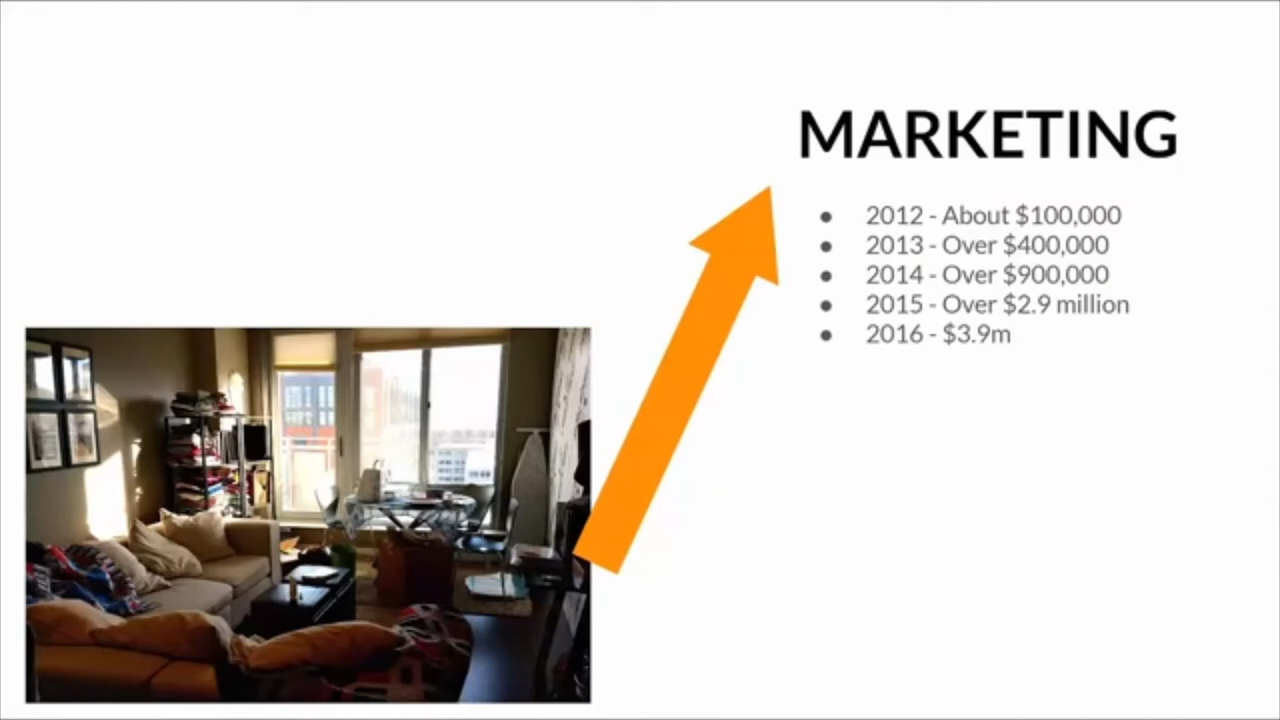 MARKETING
● 2012 - About $100,000
● 2013 - Over $400,000
● 2014 - Over $900,000
● 2015 - Over $2.9 million
● 2016 - $3.9m